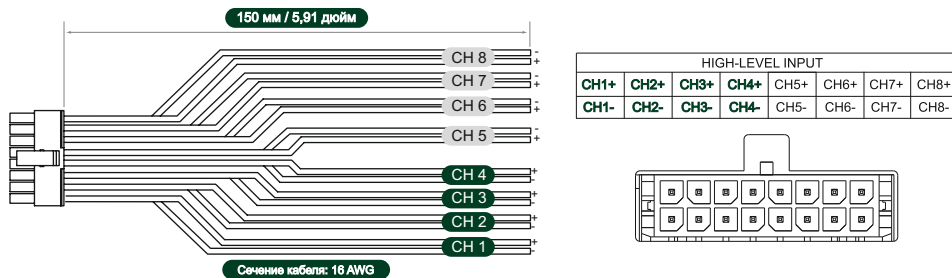 150 мм / 5,91 дюйм
CH 8
-
+
CH 7
-
+
CH 6
-
+
CH 5
-
+
CH 4
+
-
CH 3
+
-
CH 2
+
-
CH 1
+
-
Сечение кабеля: 16 AWG
HIGH-LEVEL INPUT
CH1+ CH2+ CH3+ CH4+ CH5+ CH6+ CH7+ CH8+
CH1- CH2- CH3- CH4- CH5- CH6- CH7- CH8-